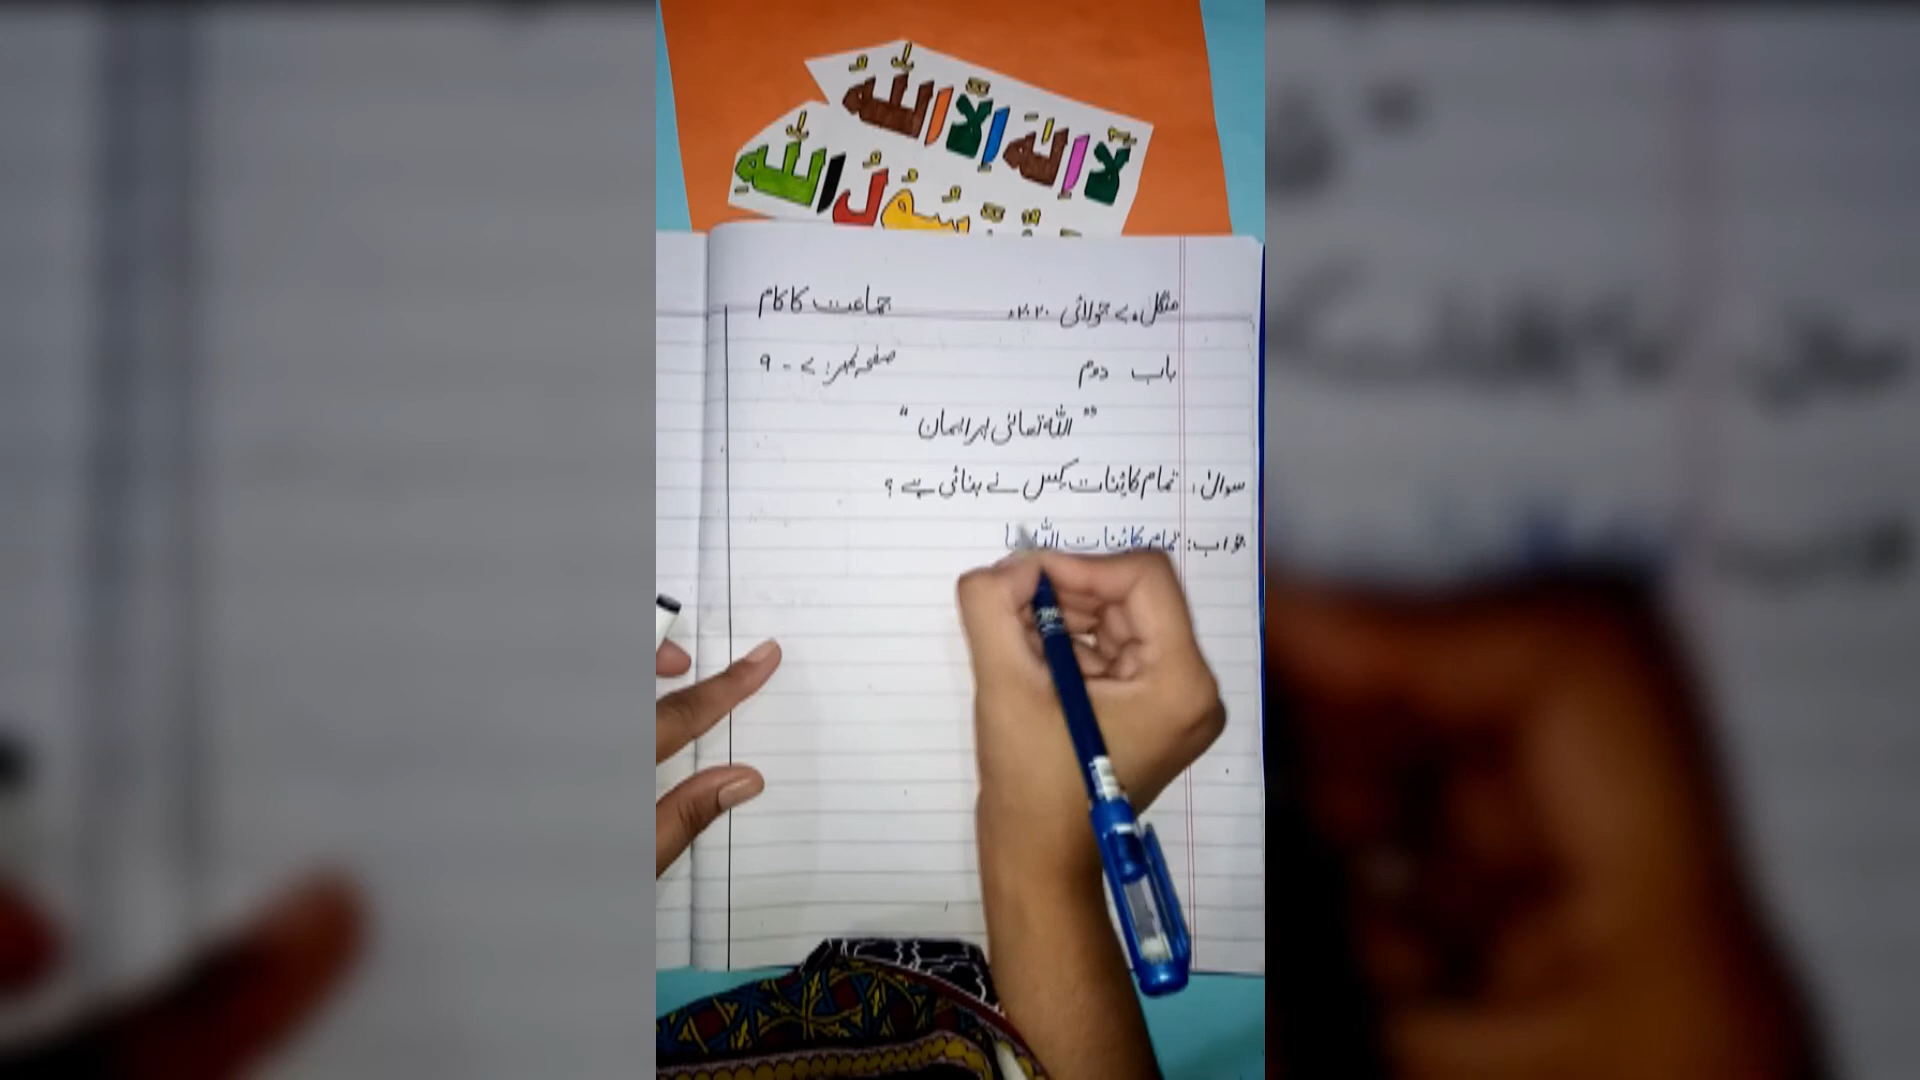 لَآ اِلٰهَ اِلَّا اللّٰهُ
رَّسُوْلُ اللّٰهِ
منگل، ۷ جولائی ۲۰۲۰ء جماعت کا کام
باب دوم صفحہ نمبر: ۷ - ۹
"اللہ تعالیٰ پر ایمان"
سوال: تمام کائنات کس نے بنائی ہے؟
جواب: تمام کائنات اللہ تعا